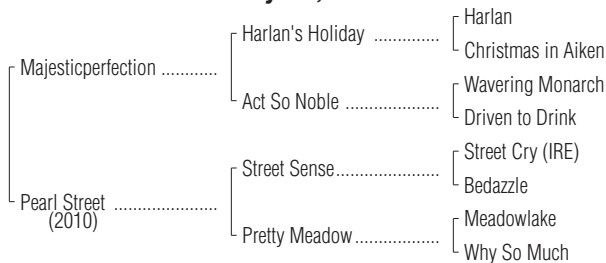 Harlan
Harlan's Holiday ..............
Christmas in Aiken
Majesticperfection ...........
Wavering Monarch
Act So Noble .....................
Driven to Drink
Street Cry (IRE)
Street Sense.......................
Bedazzle
Pearl Street ......................
(2010)
Meadowlake
Pretty Meadow...................
Why So Much